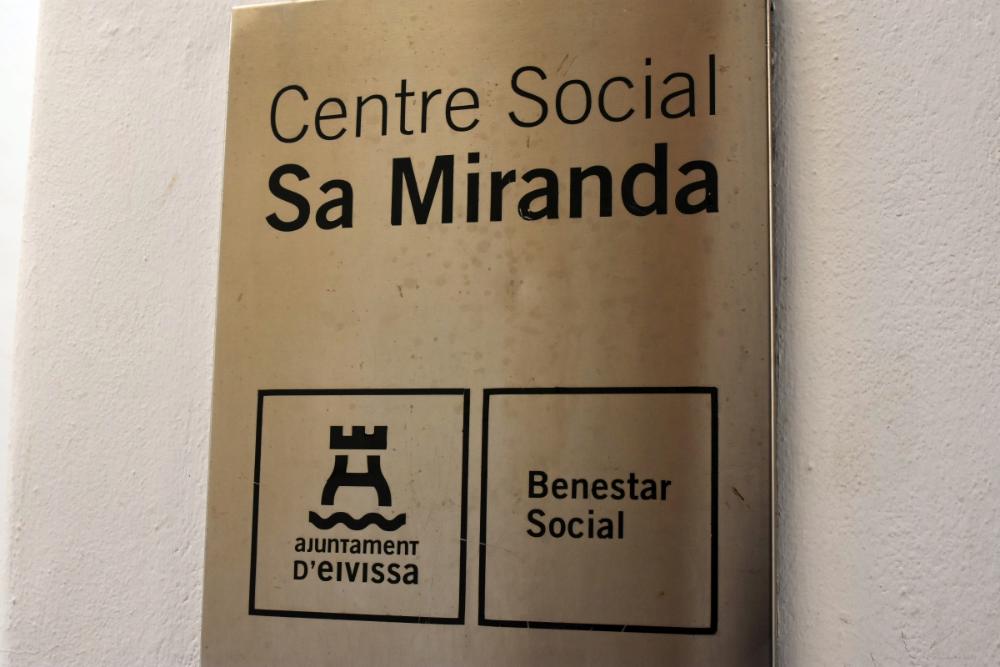 Centre Social
Sa Miranda
aJUNTameNT
D'eIVISSa
Benestar
Social